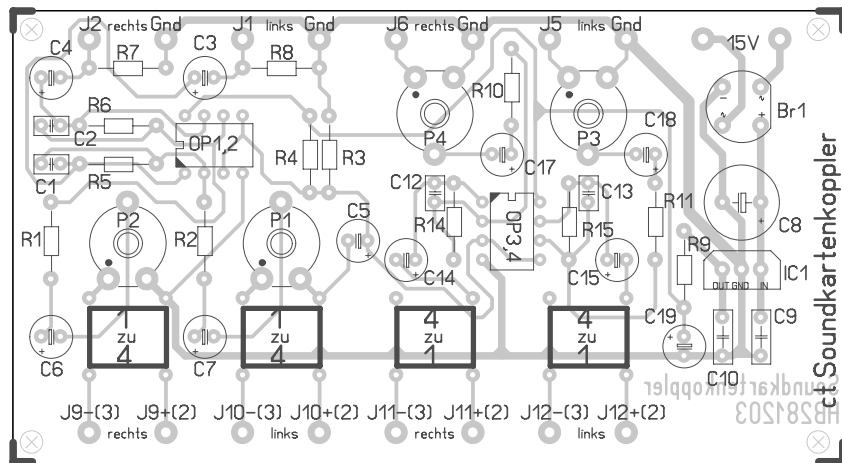 J2 rechts Gnd J1 links Gnd J6 rechts Gnd J5 links Gnd
15V
C4 R7 C3 R8
R10 Br1
R6 C2 OP1,2 R4 R3 P4 P3 C18
C17
C1 R5 C12 C13
R1 P2 R2 P1 C5 R14 OP3,4 R15 R11 C8
C14 C15 R9 IC1
OUT GND IN
1 zu 4
1 zu 4
4 zu 1
4 zu 1
C6 C7 C19 C10 C9
ct Soundkartenkoppler
Soundkartenkoppler
HB281203
J9-(3) J9+(2) J10-(3) J10+(2) J11-(3) J11+(2) J12-(3) J12+(2)
rechts links rechts links